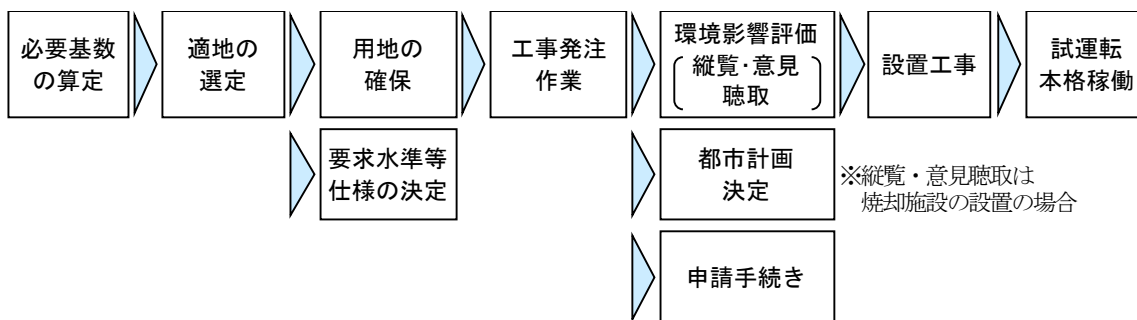 必要基数
の算定
適地の
選定
用地の
確保
工事発注
作業
環境影響評価
縦覧・意見
聴取
設置工事
試運転
本格稼働
要求水準等
仕様の決定
都市計画
決定
※縦覧・意見聴取は
焼却施設の設置の場合
申請手続き